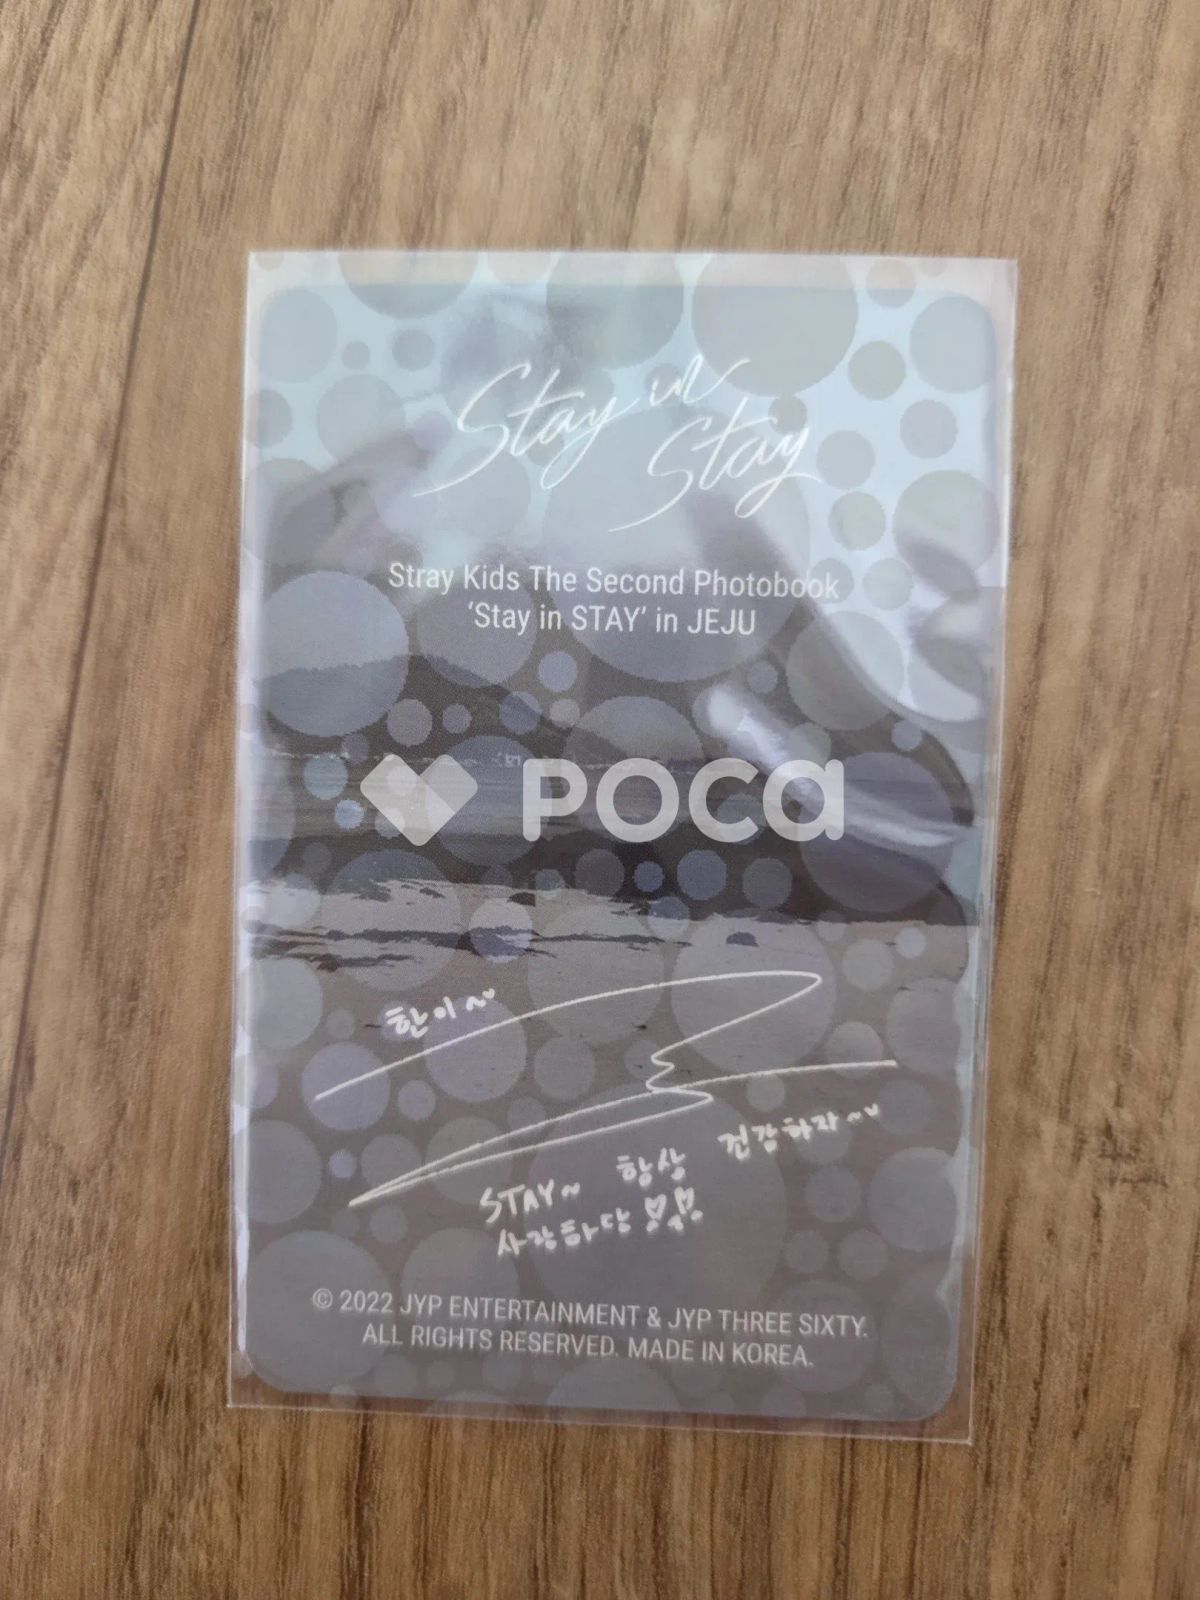 Stay in
Stay
Stray Kids The Second Photobook
‘Stay in STAY’ in JEJU
POCA
한이~♥
STAY~ 항상 건강하자~♥
사랑한당
© 2022 JYP ENTERTAINMENT & JYP THREE SIXTY.
ALL RIGHTS RESERVED. MADE IN KOREA.